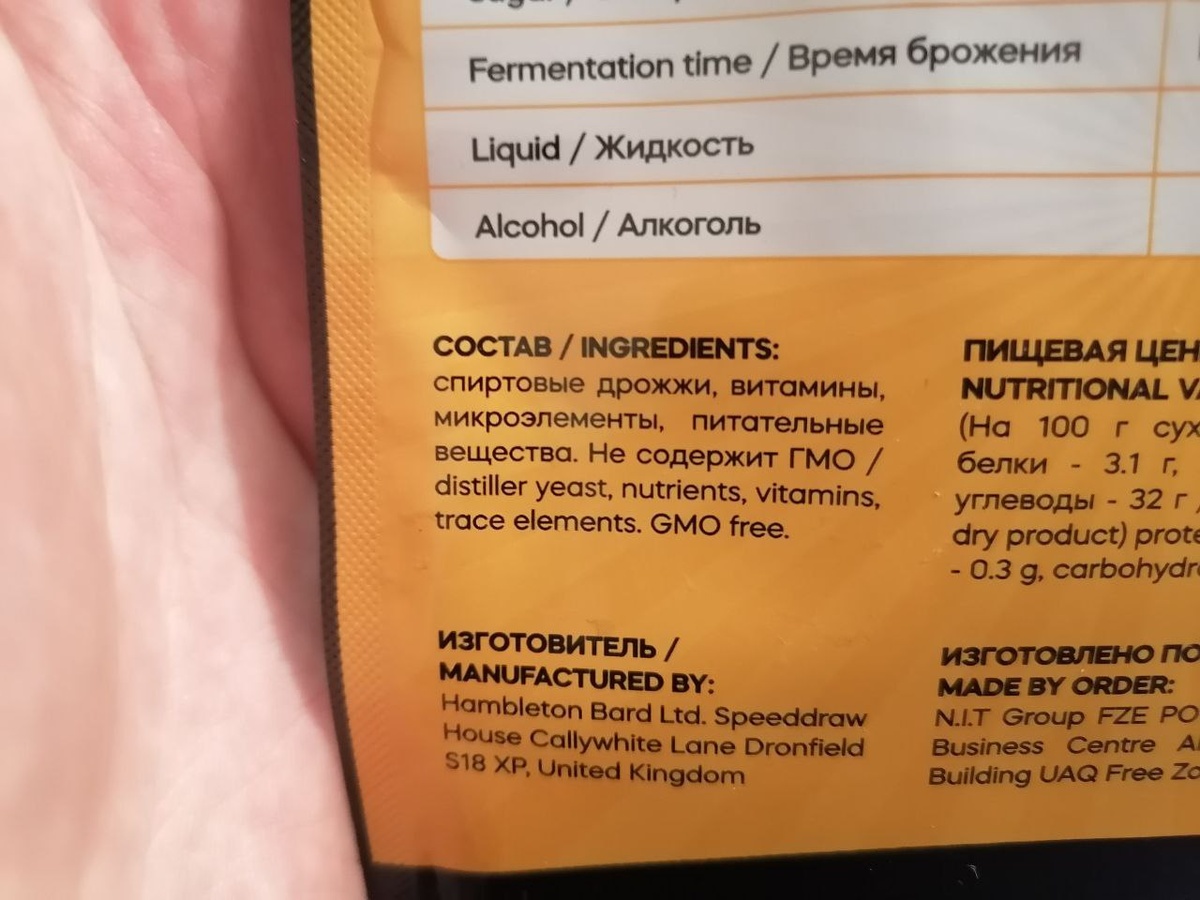 Fermentation time / Время брожения
Liquid / Жидкость
Alcohol / Алкоголь
СОСТАВ / INGREDIENTS:
спиртовые дрожжи, витамины,
микроэлементы, питательные
вещества. Не содержит ГМО /
distiller yeast, nutrients, vitamins,
trace elements. GMO free.
ПИЩЕВАЯ
NUTRITIONAL
(На 100 г
белки - 3.1 г,
углеводы - 32 г
dry product)
- 0.3 g,
ИЗГОТОВИТЕЛЬ /
MANUFACTURED BY:
Hambleton Bard Ltd. Speeddraw
House Callywhite Lane Dronfield
S18 XP, United Kingdom
ИЗГОТОВЛЕНО
MADE BY ORDER:
N.I.T Group FZE PO
Business Centre
Building UAQ Free